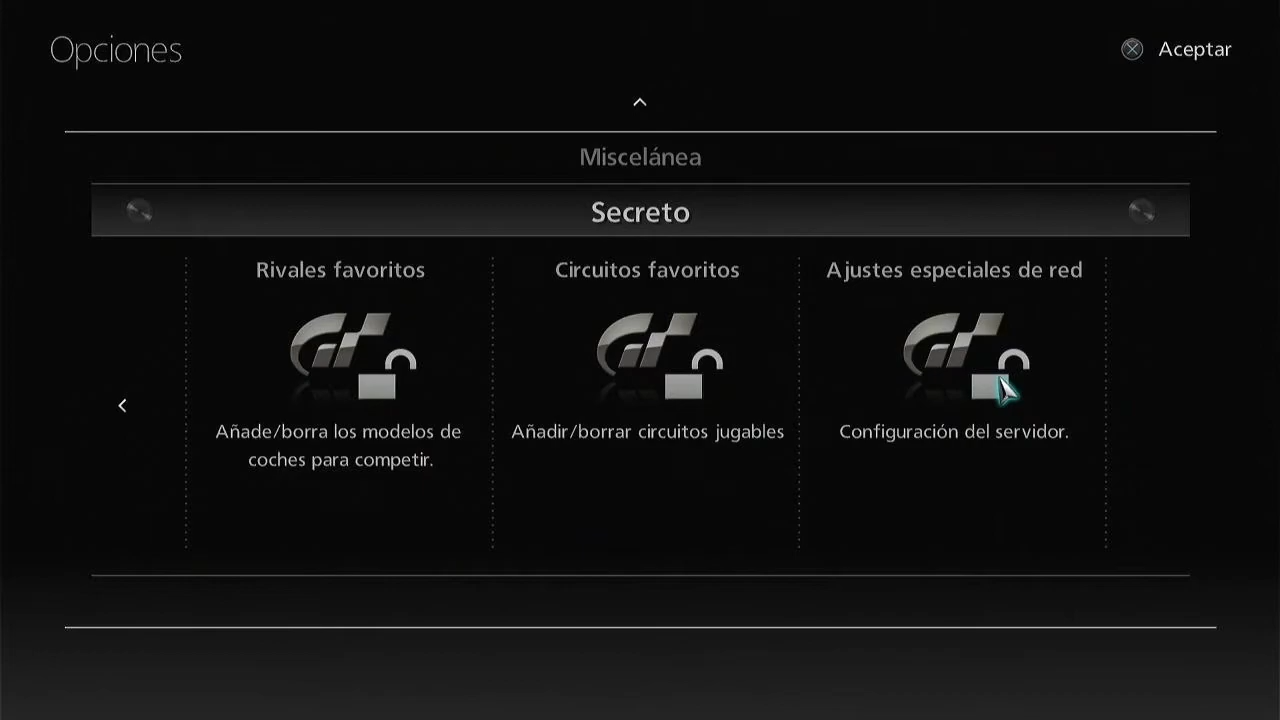 Opciones
Aceptar
Miscelánea
Secreto
Rivales favoritos
Añade/borra los modelos de
coches para competir.
Circuitos favoritos
Añadir/borrar circuitos jugables
Ajustes especiales de red
Configuración del servidor.